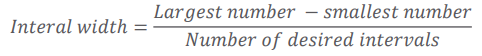 Interal width = Largest number − smallest number / Number of desired intervals